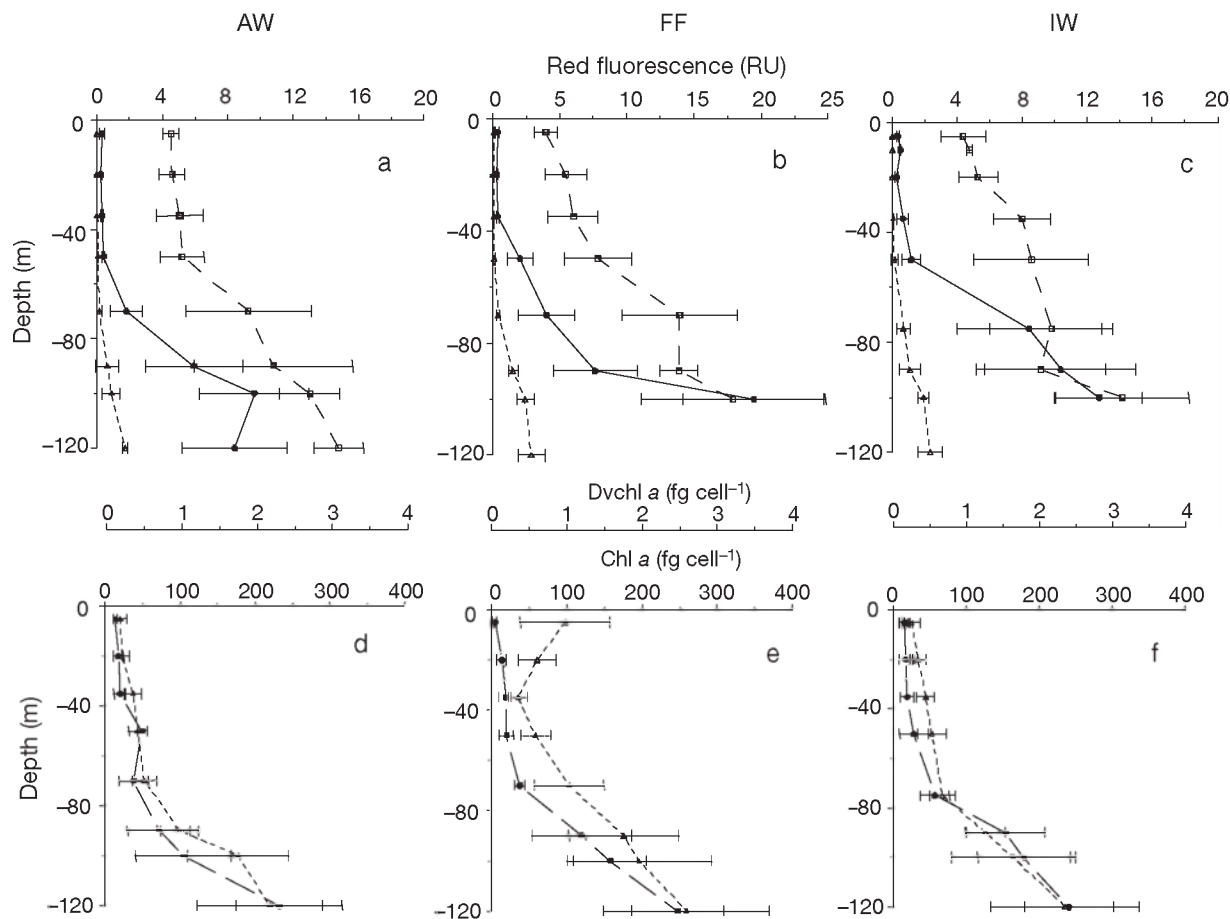 AW FF IW
Red fluorescence (RU)
0 4 8 12 16 20 0 5 10 15 20 25 0 4 8 12 16 20
0 0 0
a b c
−40 −40 −40
Depth (m)
−80 −80 −80
−120 −120 −120
Dvchl a (fg cell–1)
0 1 2 3 4 0 1 2 3 4 0 1 2 3 4
Chl a (fg cell–1)
0 100 200 300 400 0 100 200 300 400 0 100 200 300 400
0 0 0
d e f
−40 −40 −40
Depth (m)
−80 −80 −80
−120 −120 −120